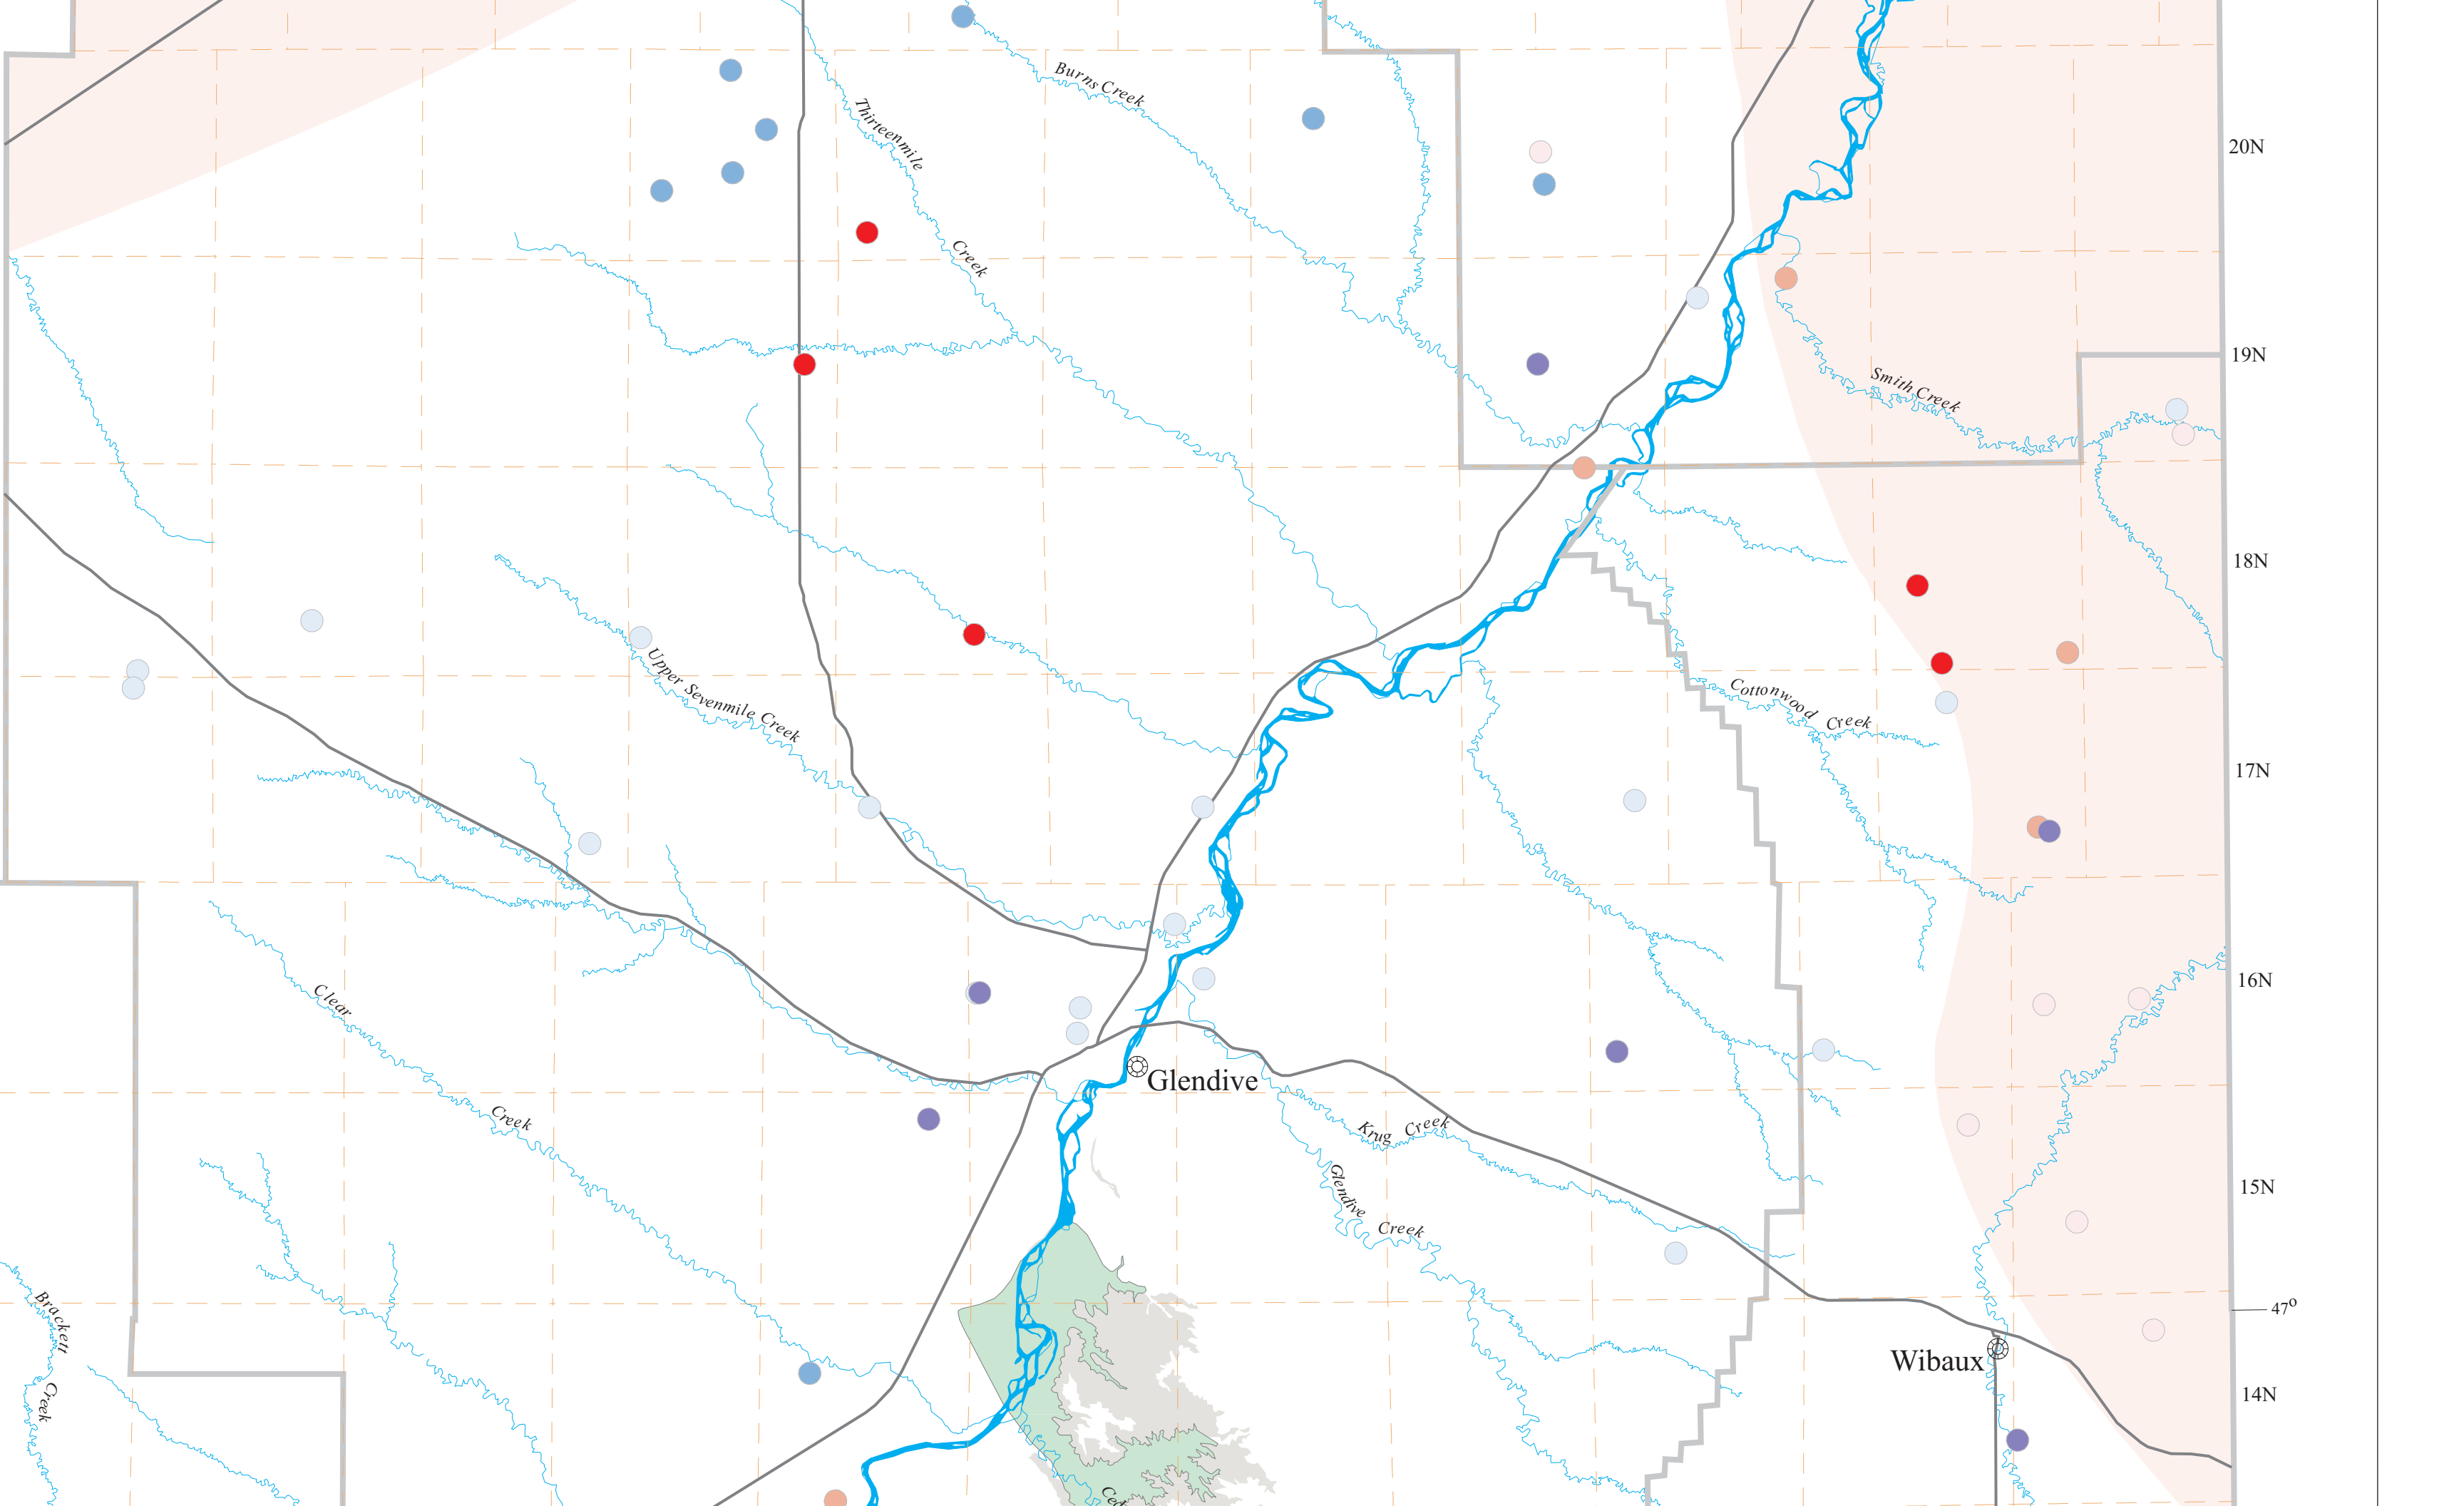 Burns Creek
Thirteenmile
Creek
20N
19N
Smith Creek
18N
Upper Sevenmile Creek
Cottonwood Creek
17N
16N
Clear
Creek
Glendive
Krug Creek
Glendive Creek
15N
Brackett
Creek
47º
Wibaux
14N